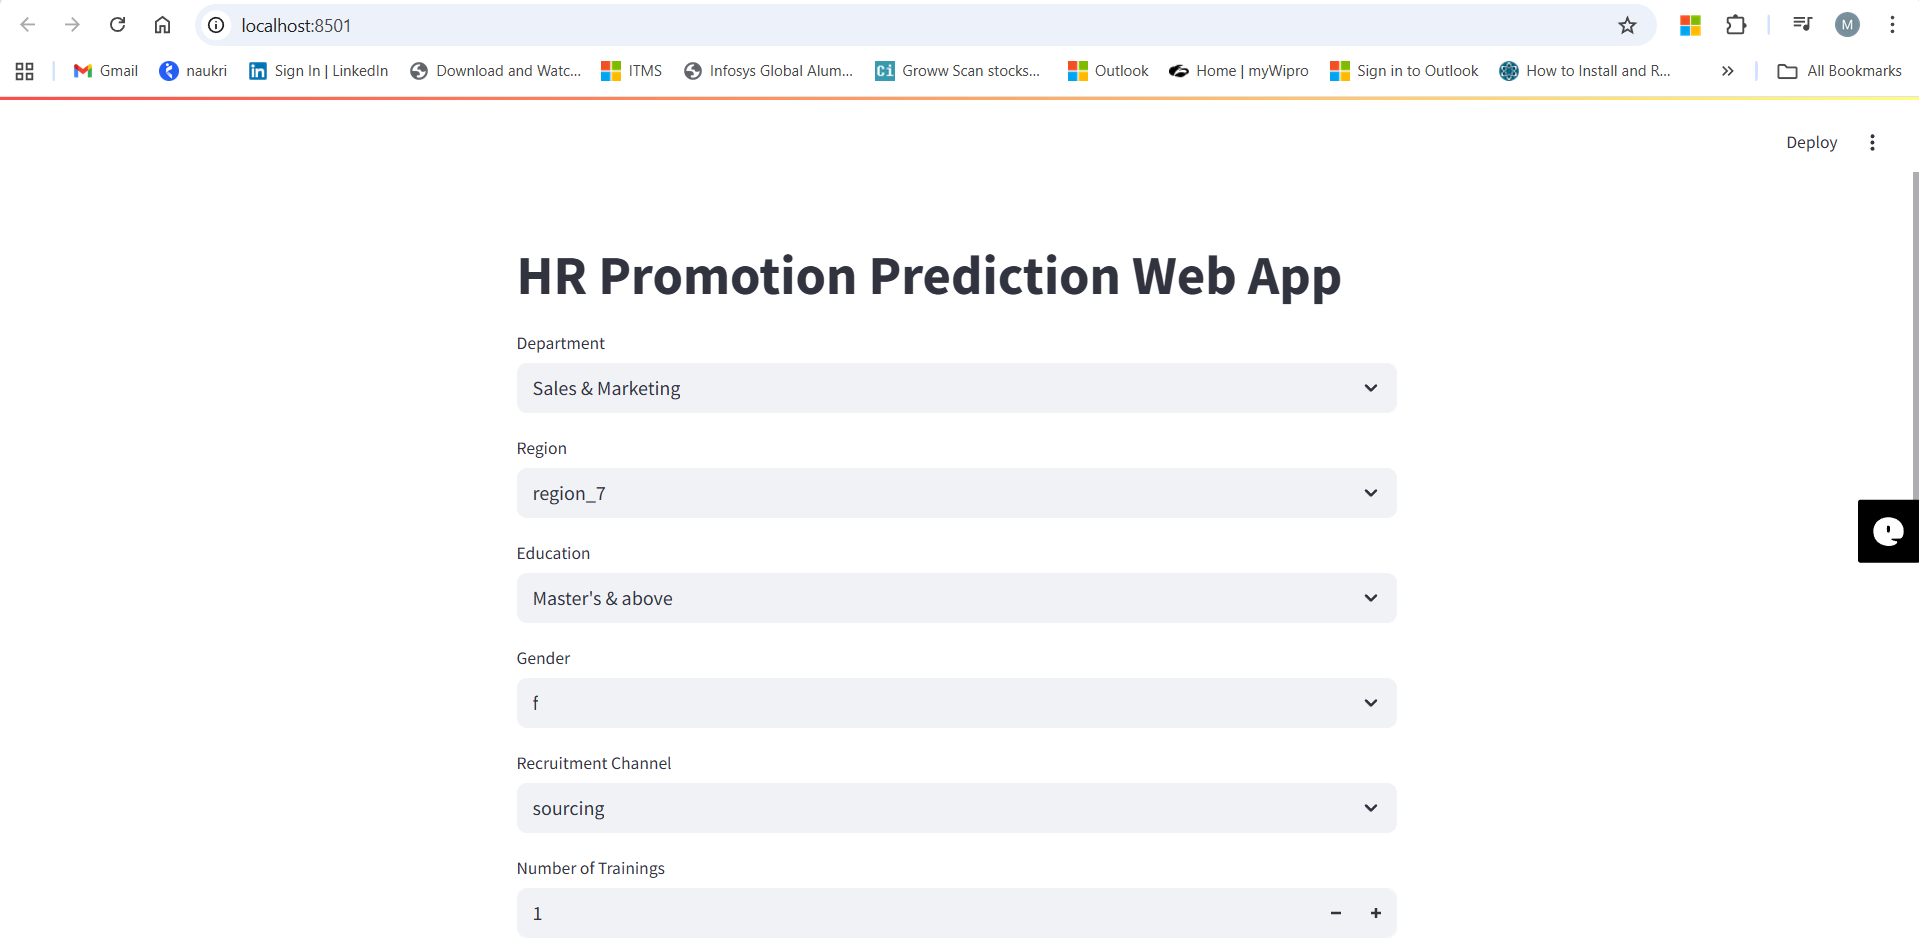 localhost:8501
M
Gmail
naukri
Sign In | LinkedIn
Download and Watc...
ITMS
Infosys Global Alum...
Ci
Groww Scan stocks...
Outlook
Home | myWipro
Sign in to Outlook
How to Install and R...
All Bookmarks
Deploy
HR Promotion Prediction Web App
Department
Sales & Marketing
Region
region_7
Education
Master's & above
Gender
f
Recruitment Channel
sourcing
Number of Trainings
1